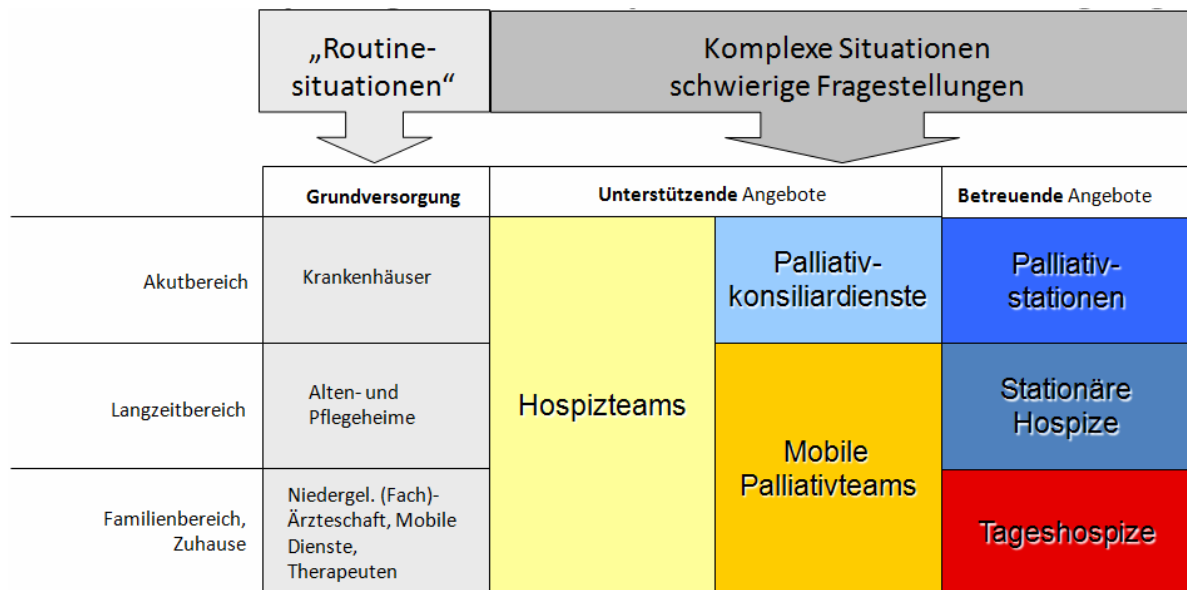 „Routine-
situationen“
Komplexe Situationen
schwierige Fragestellungen
Grundversorgung
Unterstützende Angebote
Betreuende Angebote
Akutbereich
Krankenhäuser
Palliativ-
konsiliardienste
Palliativ-
stationen
Langzeitbereich
Alten- und
Pflegeheime
Hospizteams
Stationäre
Hospize
Mobile
Palliativteams
Familienbereich,
Zuhause
Niedergel. (Fach)-
Ärzteschaft, Mobile
Dienste,
Therapeuten
Tageshospize